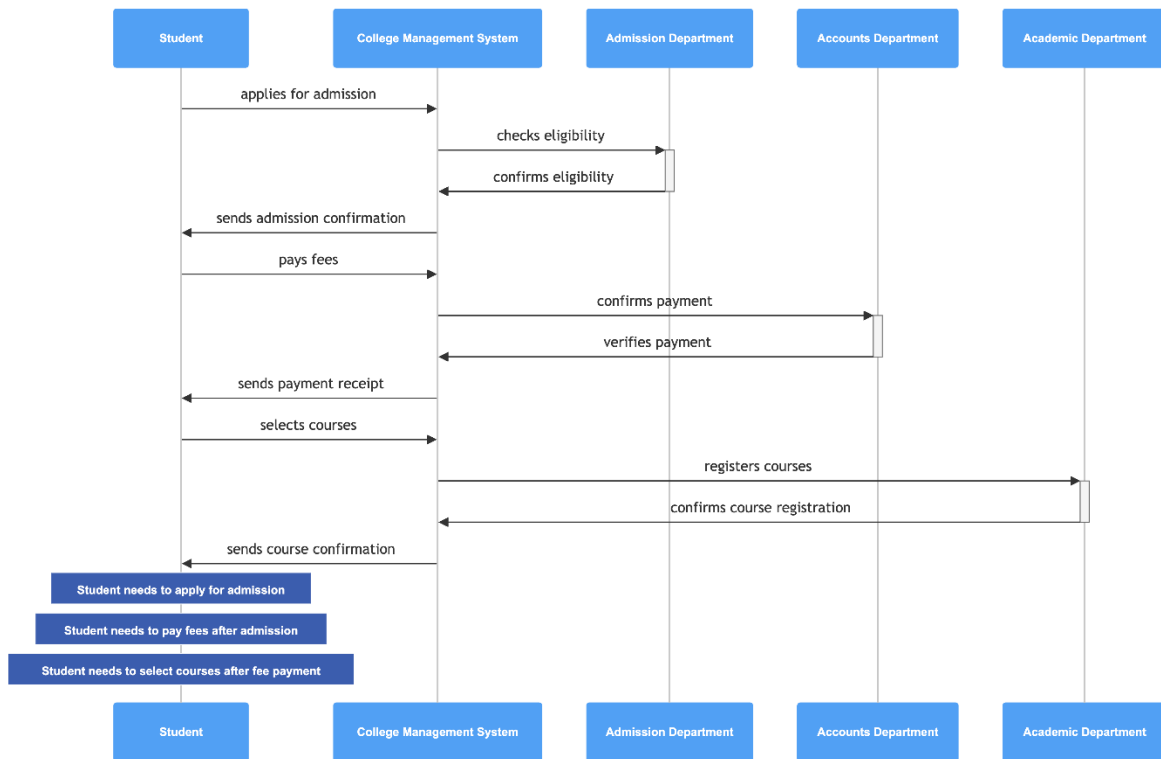 Student
College Management System
Admission Department
Accounts Department
Academic Department
applies for admission
checks eligibility
confirms eligibility
sends admission confirmation
pays fees
confirms payment
verifies payment
sends payment receipt
selects courses
registers courses
confirms course registration
sends course confirmation
Student needs to apply for admission
Student needs to pay fees after admission
Student needs to select courses after fee payment
Student
College Management System
Admission Department
Accounts Department
Academic Department